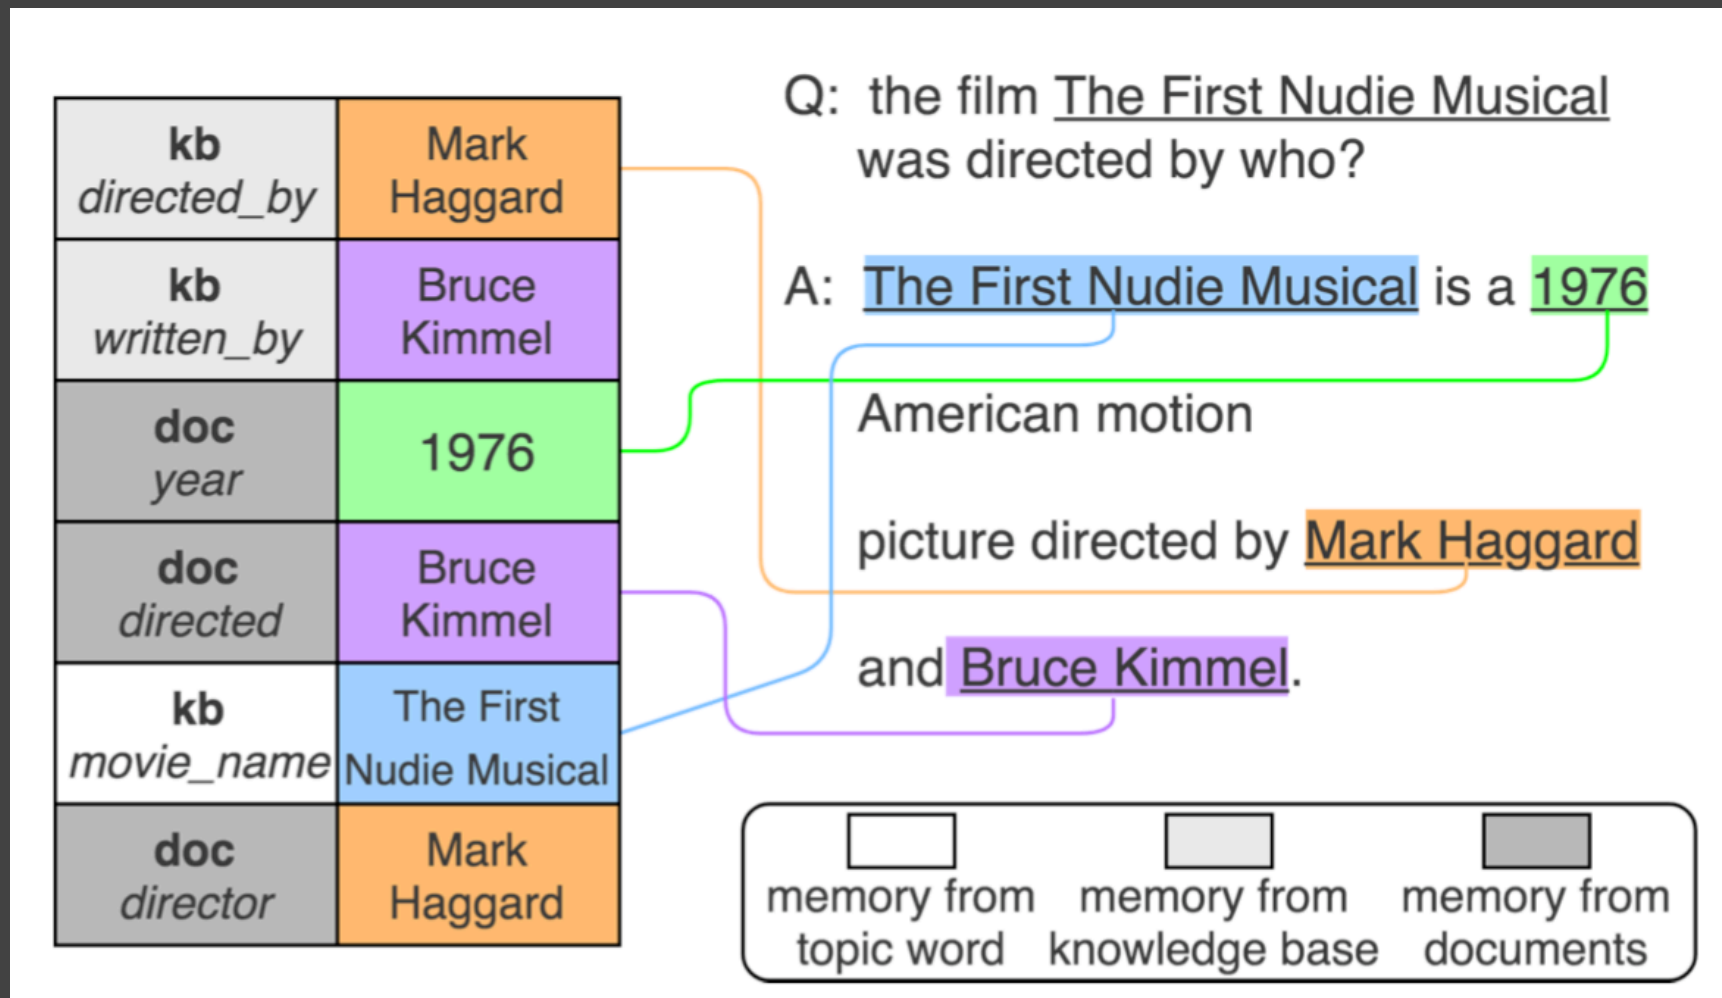 kb
directed_by
Mark
Haggard
kb
written_by
Bruce
Kimmel
doc
year
1976
doc
directed
Bruce
Kimmel
kb
movie_name
The First
Nudie Musical
doc
director
Mark
Haggard
Q: the film The First Nudie Musical
was directed by who?
A: The First Nudie Musical is a 1976
American motion
picture directed by Mark Haggard
and Bruce Kimmel.
memory from
topic word
memory from
knowledge base
memory from
documents